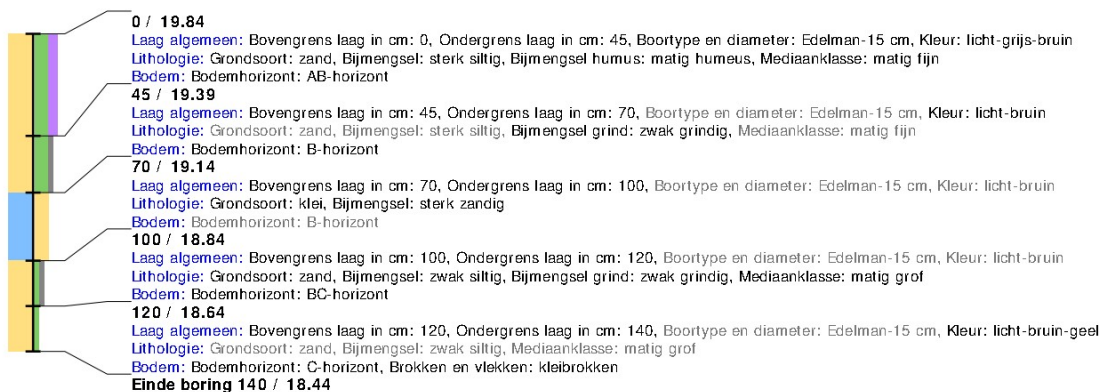 0 / 19.84
Laag algemeen: Bovengrens laag in cm: 0, Ondergrens laag in cm: 45, Boortype en diameter: Edelman-15 cm, Kleur: licht-grijs-bruin
Lithologie: Grondsoort: zand, Bijmengsel: sterk siltig, Bijmengsel humus: matig humeus, Mediaanklasse: matig fijn
Bodem: Bodemhorizont: AB-horizont
45 / 19.39
Laag algemeen: Bovengrens laag in cm: 45, Ondergrens laag in cm: 70, Boortype en diameter: Edelman-15 cm, Kleur: licht-bruin
Lithologie: Grondsoort: zand, Bijmengsel: sterk siltig, Bijmengsel grind: zwak grindig, Mediaanklasse: matig fijn
Bodem: Bodemhorizont: B-horizont
70 / 19.14
Laag algemeen: Bovengrens laag in cm: 70, Ondergrens laag in cm: 100, Boortype en diameter: Edelman-15 cm, Kleur: licht-bruin
Lithologie: Grondsoort: klei, Bijmengsel: sterk zandig
Bodem: Bodemhorizont: B-horizont
100 / 18.84
Laag algemeen: Bovengrens laag in cm: 100, Ondergrens laag in cm: 120, Boortype en diameter: Edelman-15 cm, Kleur: licht-bruin
Lithologie: Grondsoort: zand, Bijmengsel: zwak siltig, Bijmengsel grind: zwak grindig, Mediaanklasse: matig grof
Bodem: Bodemhorizont: BC-horizont
120 / 18.64
Laag algemeen: Bovengrens laag in cm: 120, Ondergrens laag in cm: 140, Boortype en diameter: Edelman-15 cm, Kleur: licht-bruin-geel
Lithologie: Grondsoort: zand, Bijmengsel: zwak siltig, Mediaanklasse: matig grof
Bodem: Bodemhorizont: C-horizont, Brokken en vlekken: kleibrokken
Einde boring 140 / 18.44